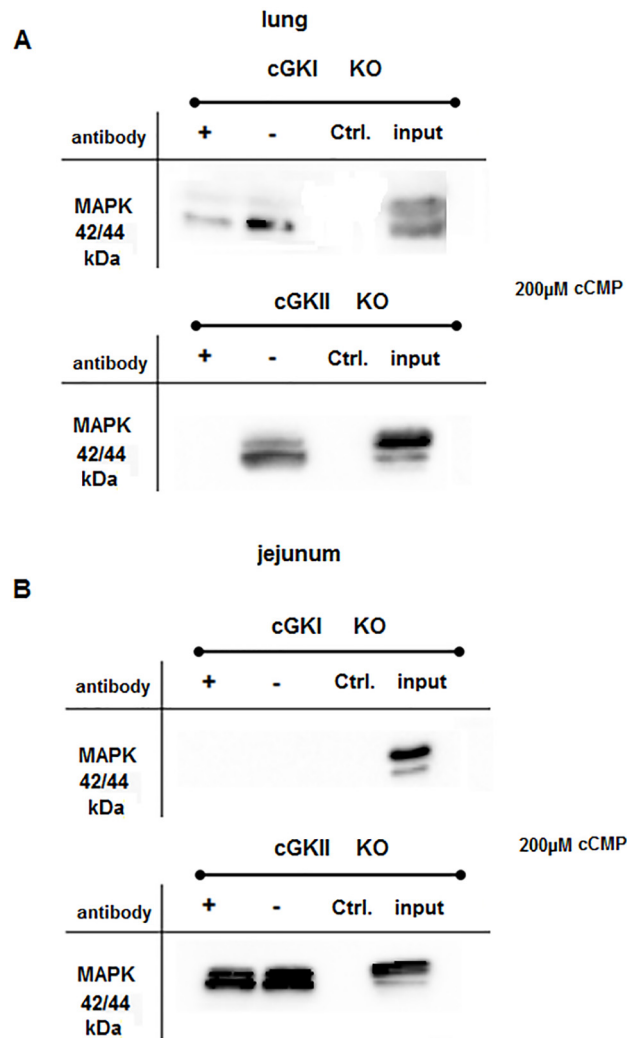 A
lung
cGKI KO
antibody + - Ctrl. input
MAPK
42/44
kDa
200µM cCMP
cGKII KO
antibody + - Ctrl. input
MAPK
42/44
kDa
jejunum
B
cGKI KO
antibody + - Ctrl. input
MAPK
42/44
kDa
200µM cCMP
cGKII KO
antibody + - Ctrl. input
MAPK
42/44
kDa